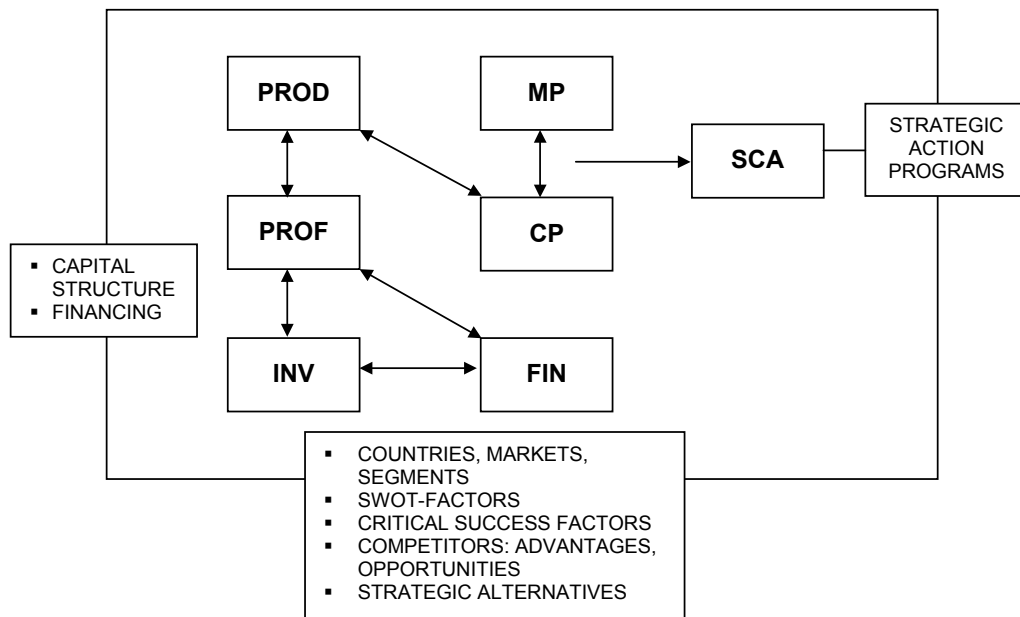 PROD
MP
STRATEGIC
ACTION
PROGRAMS
SCA
PROF
CP
▪ CAPITAL
STRUCTURE
▪ FINANCING
INV
FIN
▪ COUNTRIES, MARKETS,
SEGMENTS
▪ SWOT-FACTORS
▪ CRITICAL SUCCESS FACTORS
▪ COMPETITORS: ADVANTAGES,
OPPORTUNITIES
▪ STRATEGIC ALTERNATIVES